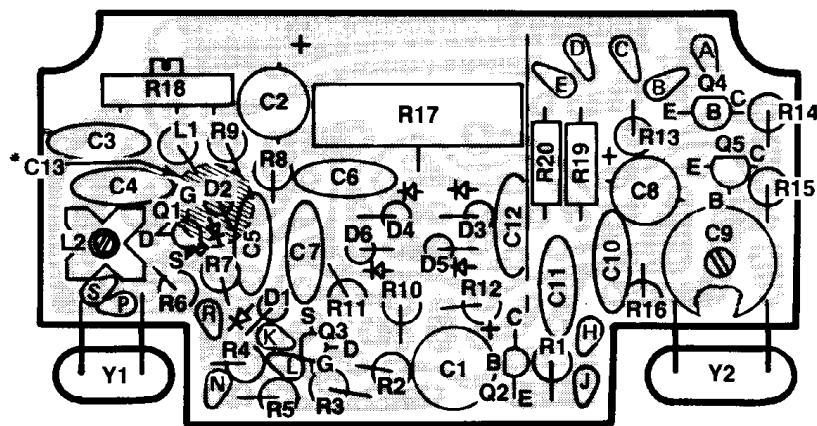 + D C A
R18 C2 E B Q4
R17 E B C R14
C3 L1 R9 R20 R19 R13
*C13 R8 C6 + Q5
C4 D2 E C
G C8 R15
Q1 D4 D3 C12 B
L2 D C5 C7 D6 D5 C10 C9
S R7 C11
S P R6 R R11 R10 R12 R16
D1 S + C
K Q3 H
Y1 R4 D C1 B R1 Y2
L G R2 Q2
N R5 R3 E J